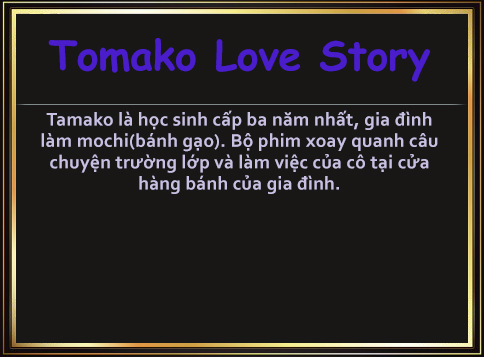 Tomako Love Story
Tamako là học sinh cấp ba năm nhất, gia đình
làm mochi(bánh gạo). Bộ phim xoay quanh câu
chuyện trường lớp và làm việc của cô tại cửa
hàng bánh của gia đình.